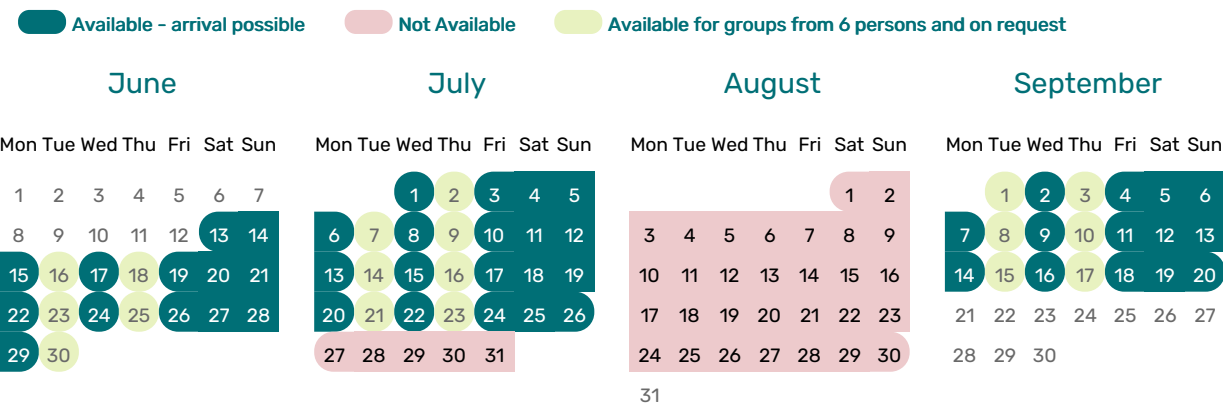 Available - arrival possible Not Available Available for groups from 6 persons and on request
June July August September
Mon Tue Wed Thu Fri Sat Sun Mon Tue Wed Thu Fri Sat Sun Mon Tue Wed Thu Fri Sat Sun Mon Tue Wed Thu Fri Sat Sun
1 2 3 4 5 6 7 1 2 3 4 5 1 2 1 2 3 4 5 6
8 9 10 11 12 13 14 6 7 8 9 10 11 12 3 4 5 6 7 8 9 7 8 9 10 11 12 13
15 16 17 18 19 20 21 13 14 15 16 17 18 19 10 11 12 13 14 15 16 14 15 16 17 18 19 20
22 23 24 25 26 27 28 20 21 22 23 24 25 26 17 18 19 20 21 22 23 21 22 23 24 25 26 27
29 30 27 28 29 30 31 24 25 26 27 28 29 30 28 29 30
31